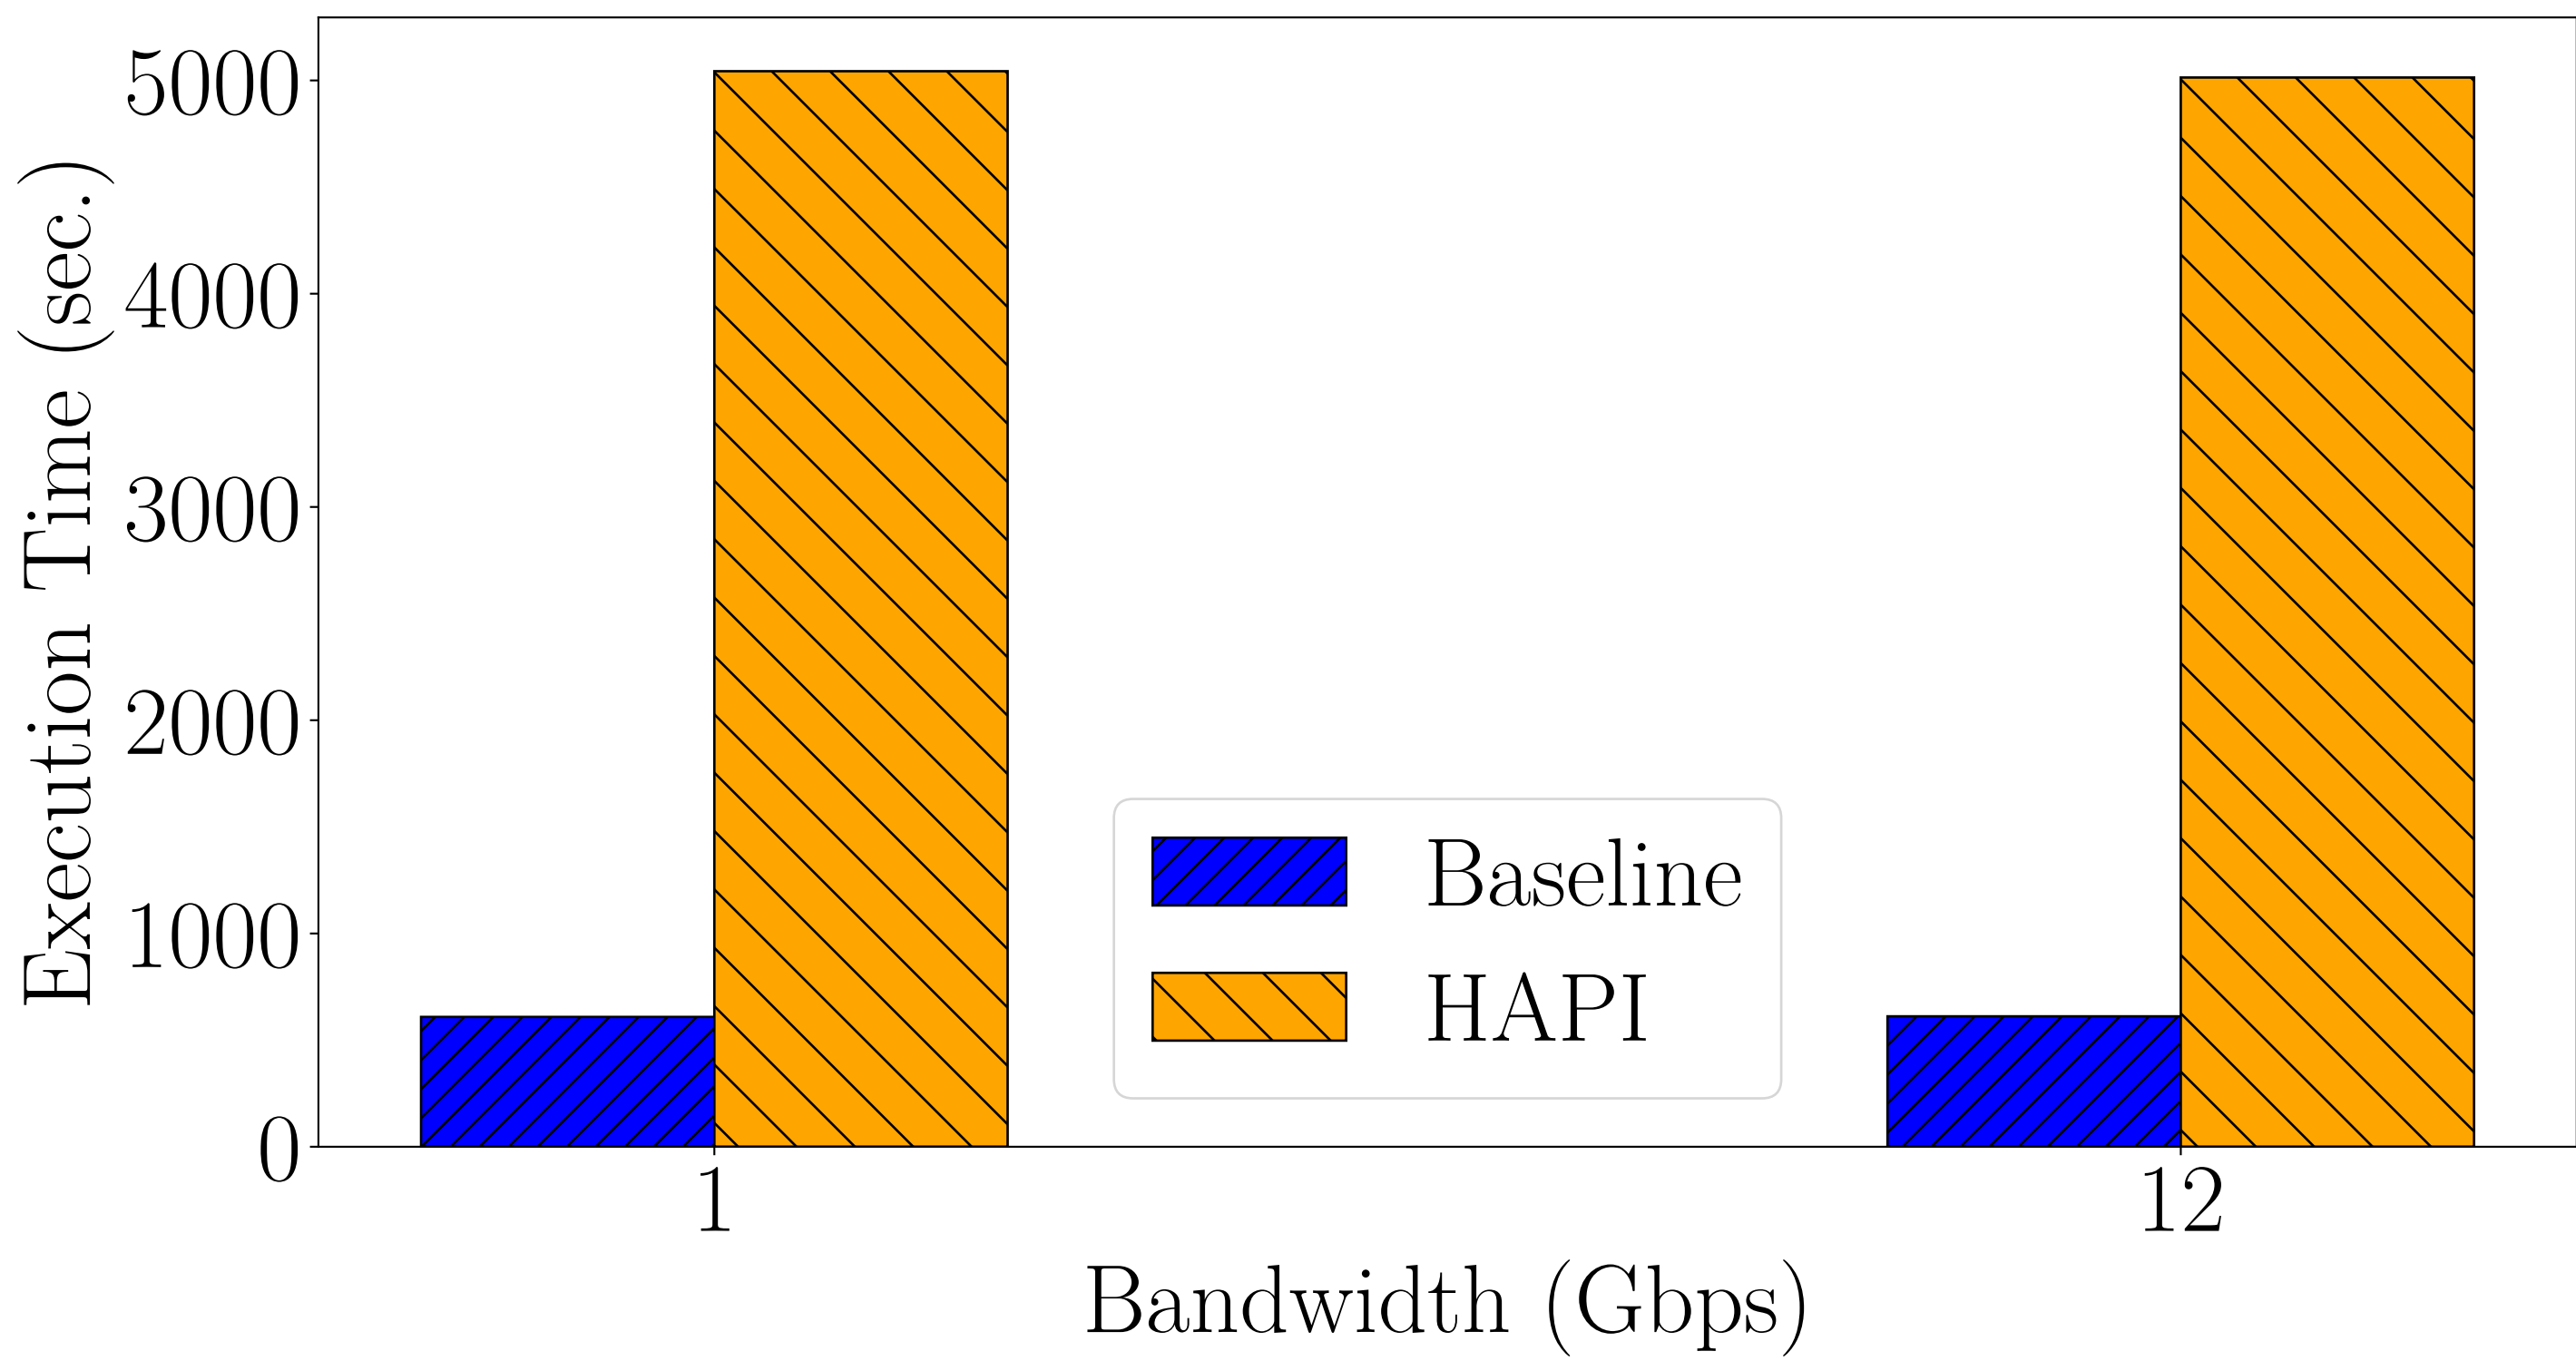 Execution Time (sec.)
5000
4000
3000
2000
1000
0
Baseline
HAPI
1
12
Bandwidth (Gbps)